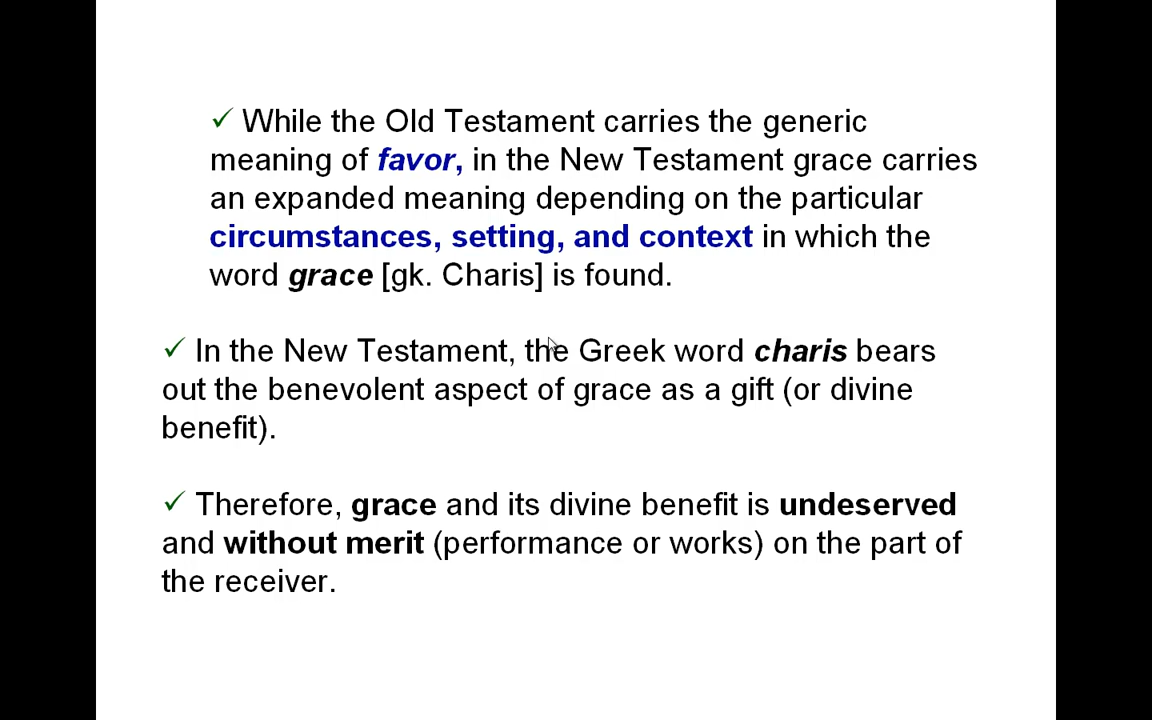 ✓ While the Old Testament carries the generic
meaning of favor, in the New Testament grace carries
an expanded meaning depending on the particular
circumstances, setting, and context in which the
word grace [gk. Charis] is found.
✓ In the New Testament, the Greek word charis bears
out the benevolent aspect of grace as a gift (or divine
benefit).
✓ Therefore, grace and its divine benefit is undeserved
and without merit (performance or works) on the part of
the receiver.